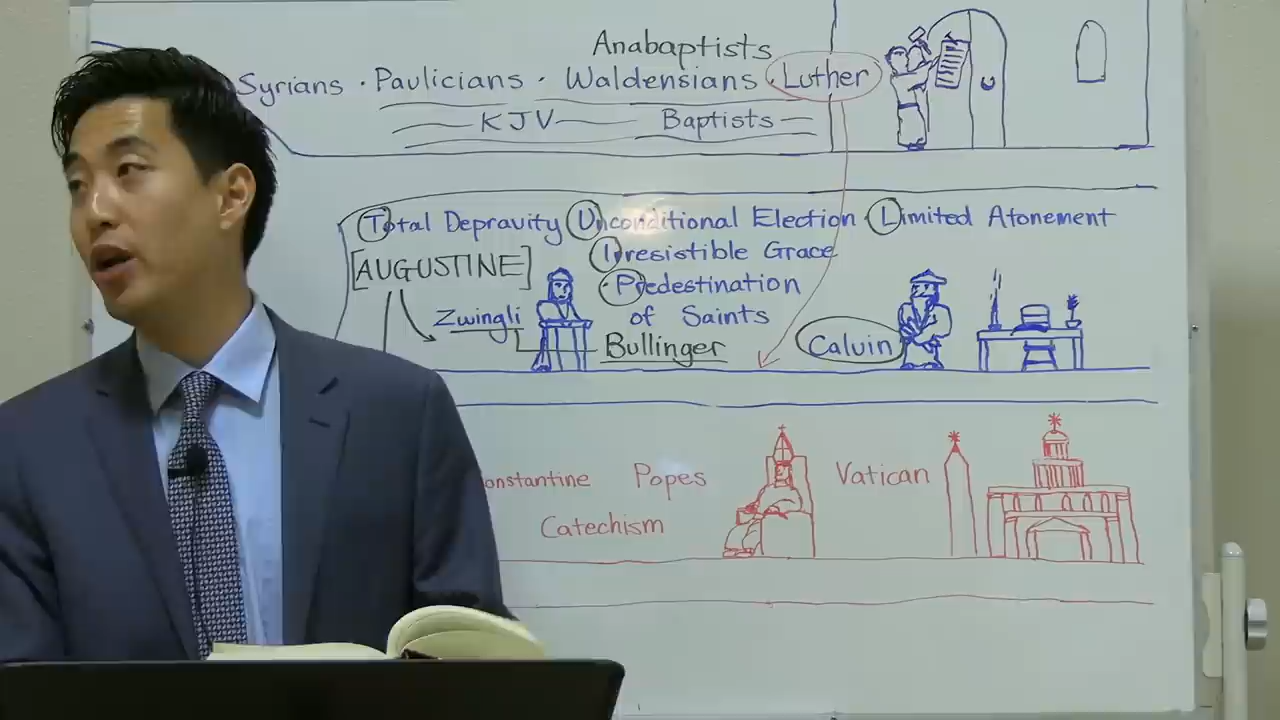 Anabaptists
Syrians · Paulicians · Waldensians · Luther
KJV Baptists
Total Depravity Unconditional Election Limited Atonement
Irresistible Grace
[AUGUSTINE]
· Predestination
Zwingli
of Saints
Bullinger
Calvin
onstantine Popes Vatican
Catechism